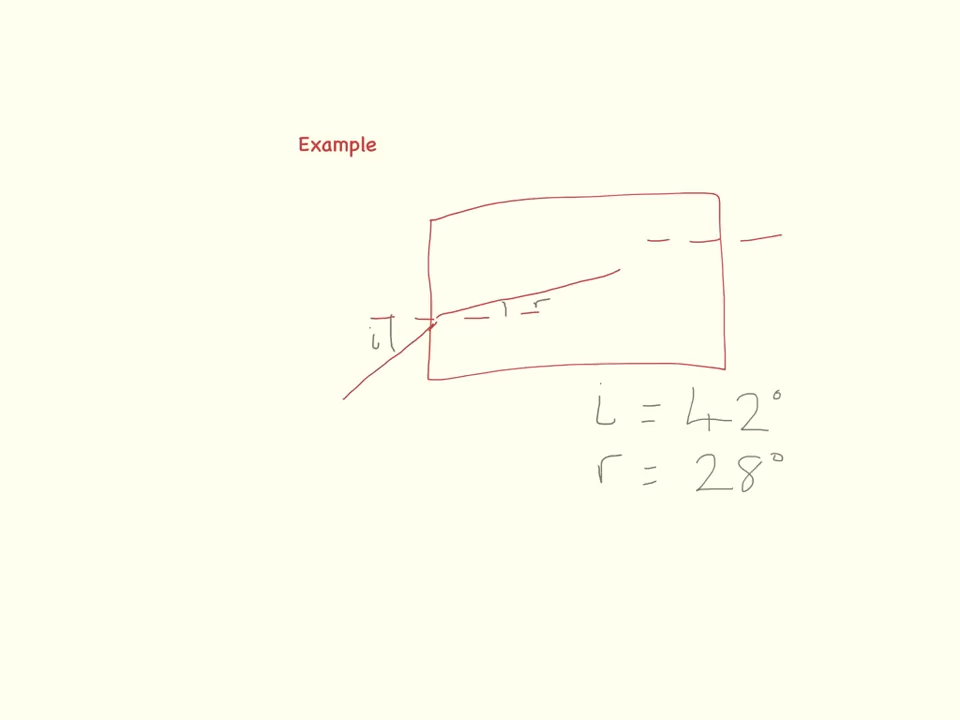 Example
i
r
i = 42°
r = 28°